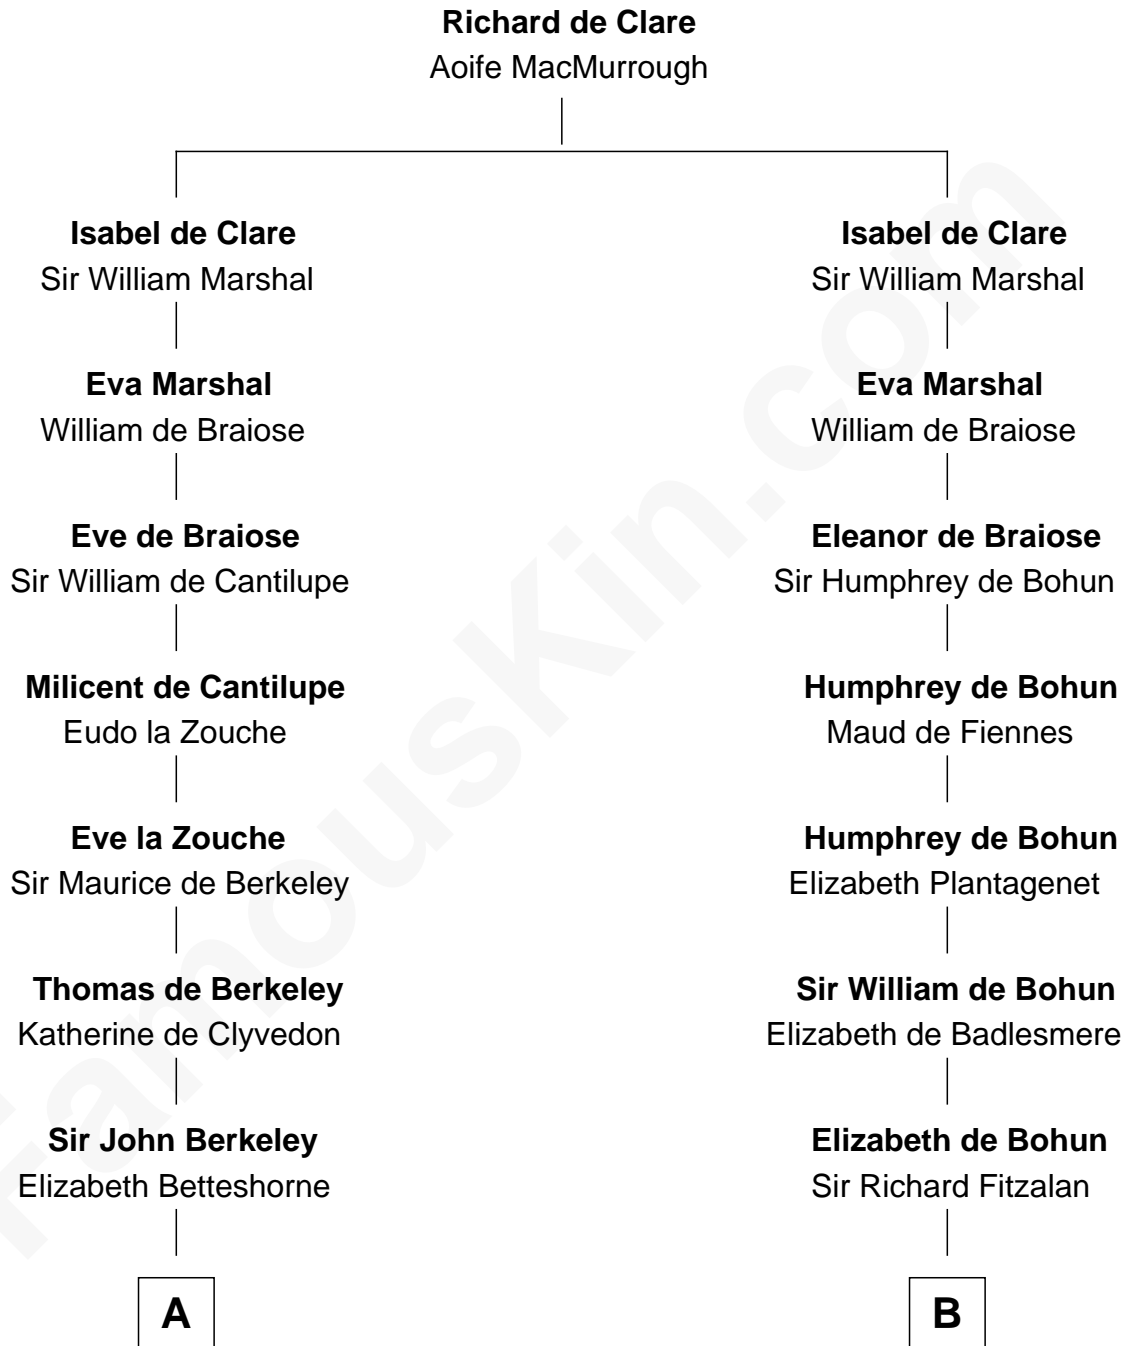 Richard de Clare
Aoife MacMurrough
Isabel de Clare
Sir William Marshal
Eva Marshal
William de Braiose
Eve de Braiose
Sir William de Cantilupe
Milicent de Cantilupe
Eudo la Zouche
Eve la Zouche
Sir Maurice de Berkeley
Thomas de Berkeley
Katherine de Clyvedon
Sir John Berkeley
Elizabeth Betteshorne
A
Isabel de Clare
Sir William Marshal
Eva Marshal
William de Braiose
Eleanor de Braiose
Sir Humphrey de Bohun
Humphrey de Bohun
Maud de Fiennes
Humphrey de Bohun
Elizabeth Plantagenet
Sir William de Bohun
Elizabeth de Badlesmere
Elizabeth de Bohun
Sir Richard Fitzalan
B
FamousKin.com